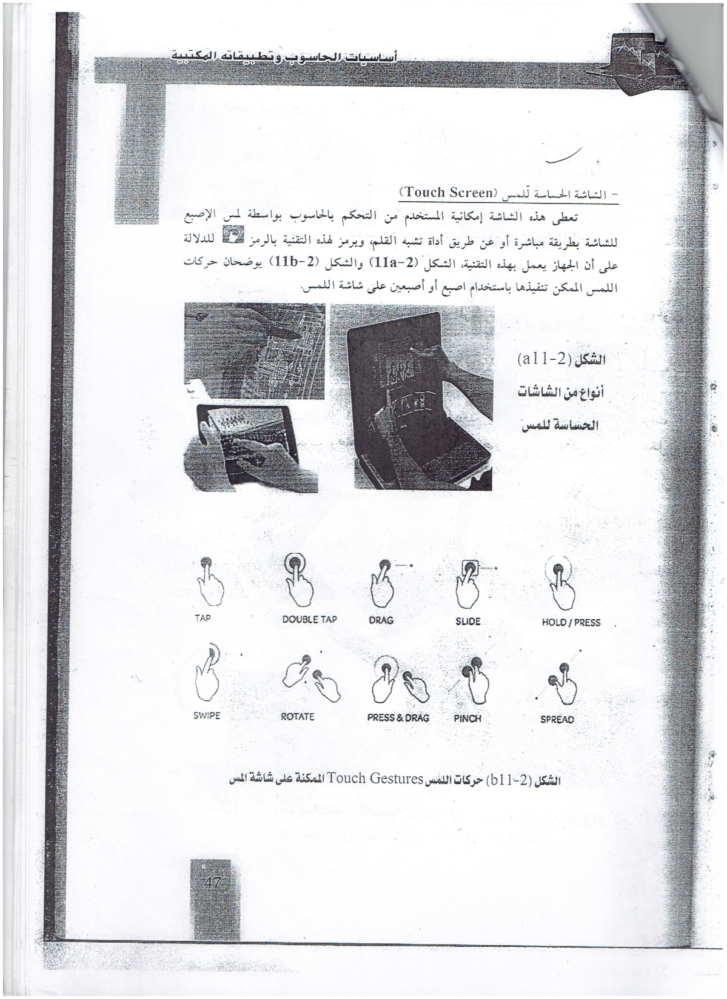 أساسيات الحاسوب وتطبيقاته المكتبية
- الشاشة الحساسة للمس (Touch Screen)
تعطى هذه الشاشة إمكانية المستخدم من التحكم بالحاسوب بواسطة لمس الإصبع
للشاشة بطريقة مباشرة أو عن طريق أداة تشبه القلم، ويرمز لهذه التقنية بالرمز للدلالة
على أن الجهاز يعمل بهذه التقنية، الشكل (2-11a) والشكل (2-11b) يوضحان حركات
اللمس الممكن تنفيذها باستخدام اصبع أو أصبعين على شاشة اللمس.
الشكل (2-a11)
أنواع من الشاشات
الحساسة للمس
TAP DOUBLE TAP DRAG SLIDE HOLD / PRESS
SWIPE ROTATE PRESS & DRAG PINCH SPREAD
الشكل (2-b11) حركات اللمس Touch Gestures الممكنة على شاشة المس
47